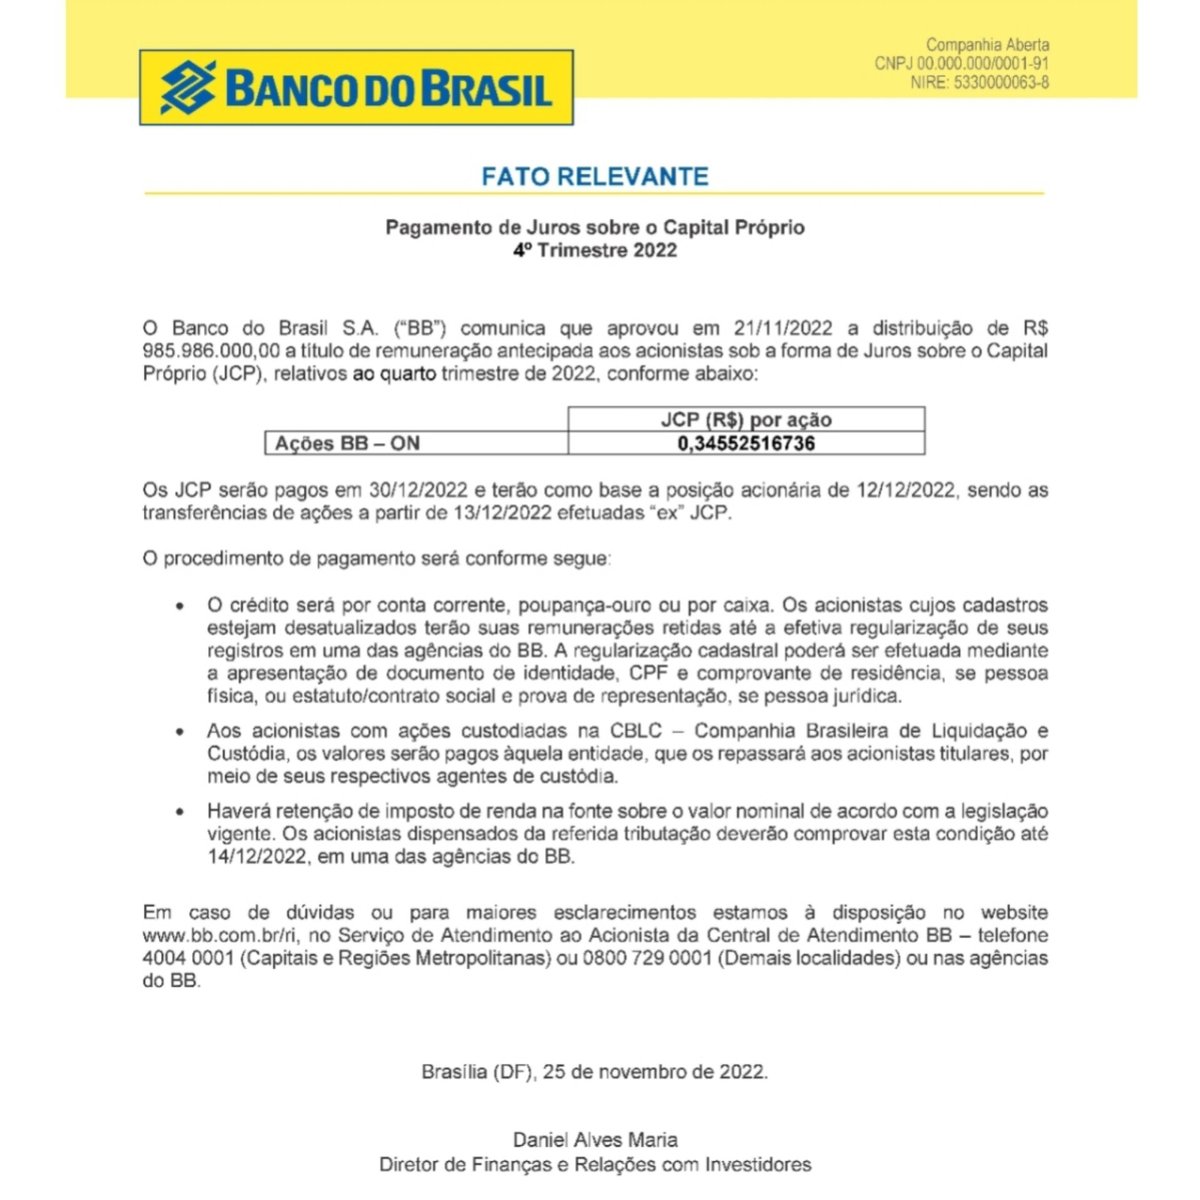 Companhia Aberta
CNPJ 00.000.000/0001-91
NIRE: 5330000063-8
BANCO DO BRASIL
FATO RELEVANTE
Pagamento de Juros sobre o Capital Próprio
4º Trimestre 2022
O Banco do Brasil S.A. (“BB”) comunica que aprovou em 21/11/2022 a distribuição de R$
985.986.000,00 a título de remuneração antecipada aos acionistas sob a forma de Juros sobre o Capital
Próprio (JCP), relativos ao quarto trimestre de 2022, conforme abaixo:
JCP (R$) por ação
Ações BB – ON 0,34552516736
Os JCP serão pagos em 30/12/2022 e terão como base a posição acionária de 12/12/2022, sendo as
transferências de ações a partir de 13/12/2022 efetuadas “ex” JCP.
O procedimento de pagamento será conforme segue:
• O crédito será por conta corrente, poupança-ouro ou por caixa. Os acionistas cujos cadastros
estejam desatualizados terão suas remunerações retidas até a efetiva regularização de seus
registros em uma das agências do BB. A regularização cadastral poderá ser efetuada mediante
a apresentação de documento de identidade, CPF e comprovante de residência, se pessoa
física, ou estatuto/contrato social e prova de representação, se pessoa jurídica.
• Aos acionistas com ações custodiadas na CBLC – Companhia Brasileira de Liquidação e
Custódia, os valores serão pagos àquela entidade, que os repassará aos acionistas titulares, por
meio de seus respectivos agentes de custódia.
• Haverá retenção de imposto de renda na fonte sobre o valor nominal de acordo com a legislação
vigente. Os acionistas dispensados da referida tributação deverão comprovar esta condição até
14/12/2022, em uma das agências do BB.
Em caso de dúvidas ou para maiores esclarecimentos estamos à disposição no website
www.bb.com.br/ri, no Serviço de Atendimento ao Acionista da Central de Atendimento BB – telefone
4004 0001 (Capitais e Regiões Metropolitanas) ou 0800 729 0001 (Demais localidades) ou nas agências
do BB.
Brasília (DF), 25 de novembro de 2022.
Daniel Alves Maria
Diretor de Finanças e Relações com Investidores